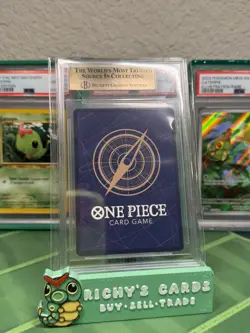 THE WORLD'S MOST TRUSTED
SOURCE IN COLLECTING
BECKETT GRADING SERVICES
ONE PIECE
CARD GAME
RICHY'S CARDS
BUY·SELL·TRADE